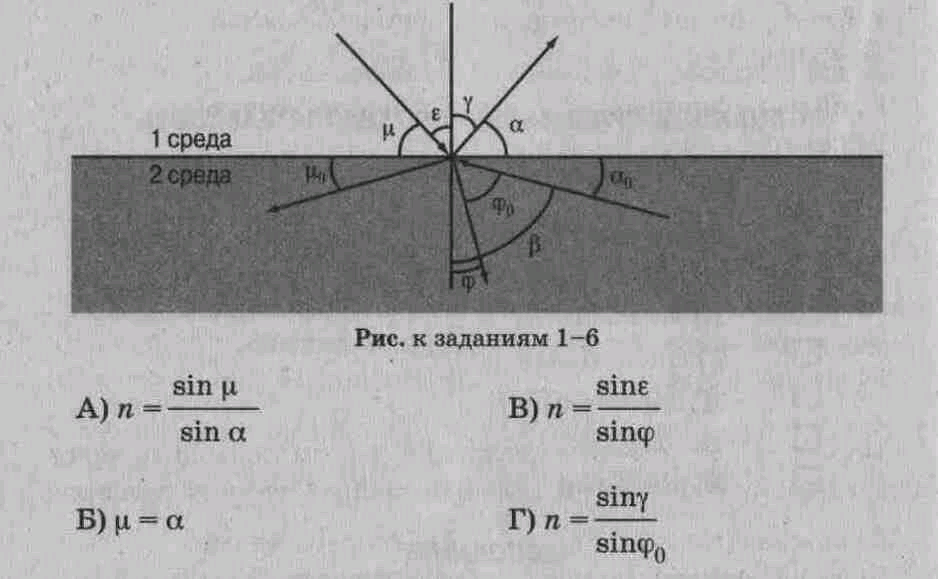 ε γ
μ α
1 среда
2 среда
μ₀ α₀
φ₀
β
φ
Рис. к заданиям 1–6
А) n = sin μ / sin α
В) n = sinε / sinφ
Б) μ = α
Г) n = sinγ / sinφ₀